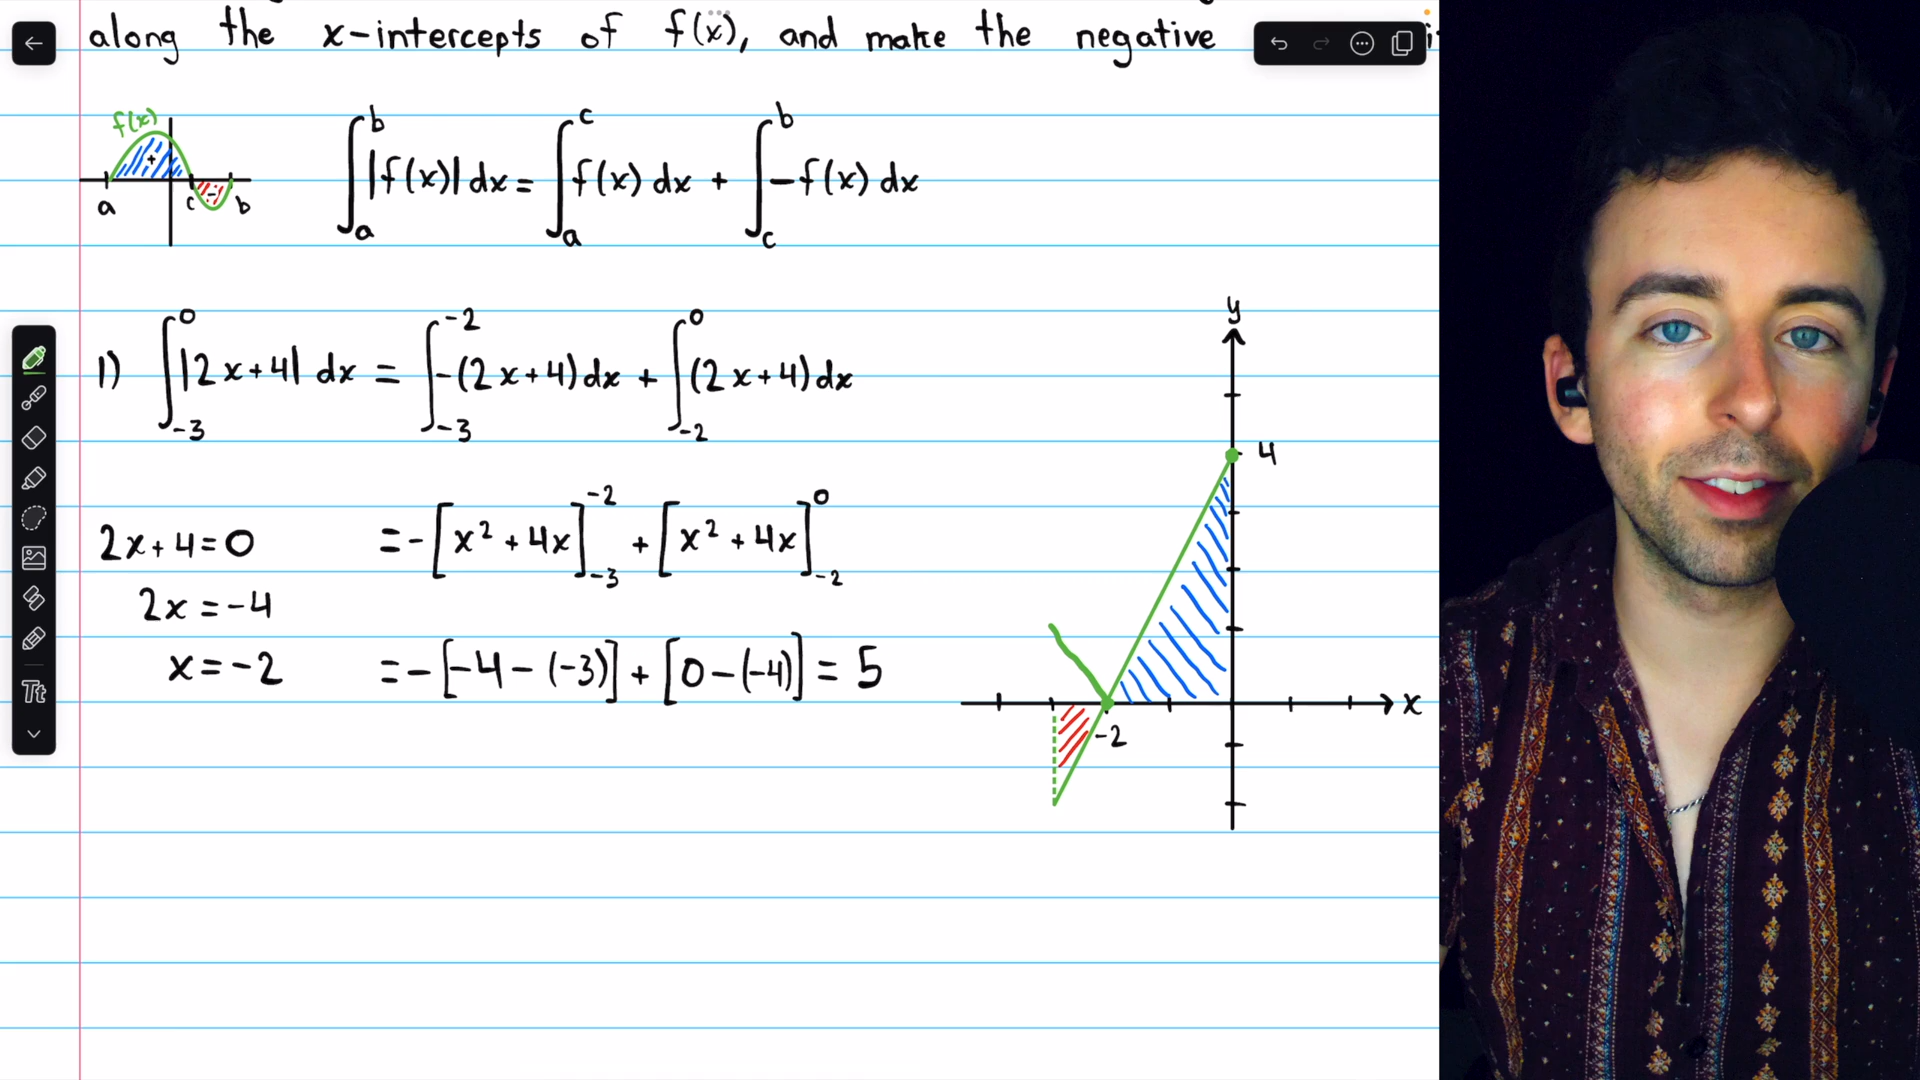 along the x-intercepts of f(x), and make the negative
f(x)
+
-
a c b
∫_a^b |f(x)| dx = ∫_a^c f(x) dx + ∫_c^b -f(x) dx
1) ∫_{-3}^0 |2x+4| dx = ∫_{-3}^{-2} -(2x+4) dx + ∫_{-2}^0 (2x+4) dx
2x+4=0
2x=-4
x=-2
= -[x² + 4x]_{-3}^{-2} + [x² + 4x]_{-2}^0
= -[-4-(-3)] + [0-(-4)] = 5
y
4
x
-2
Tt